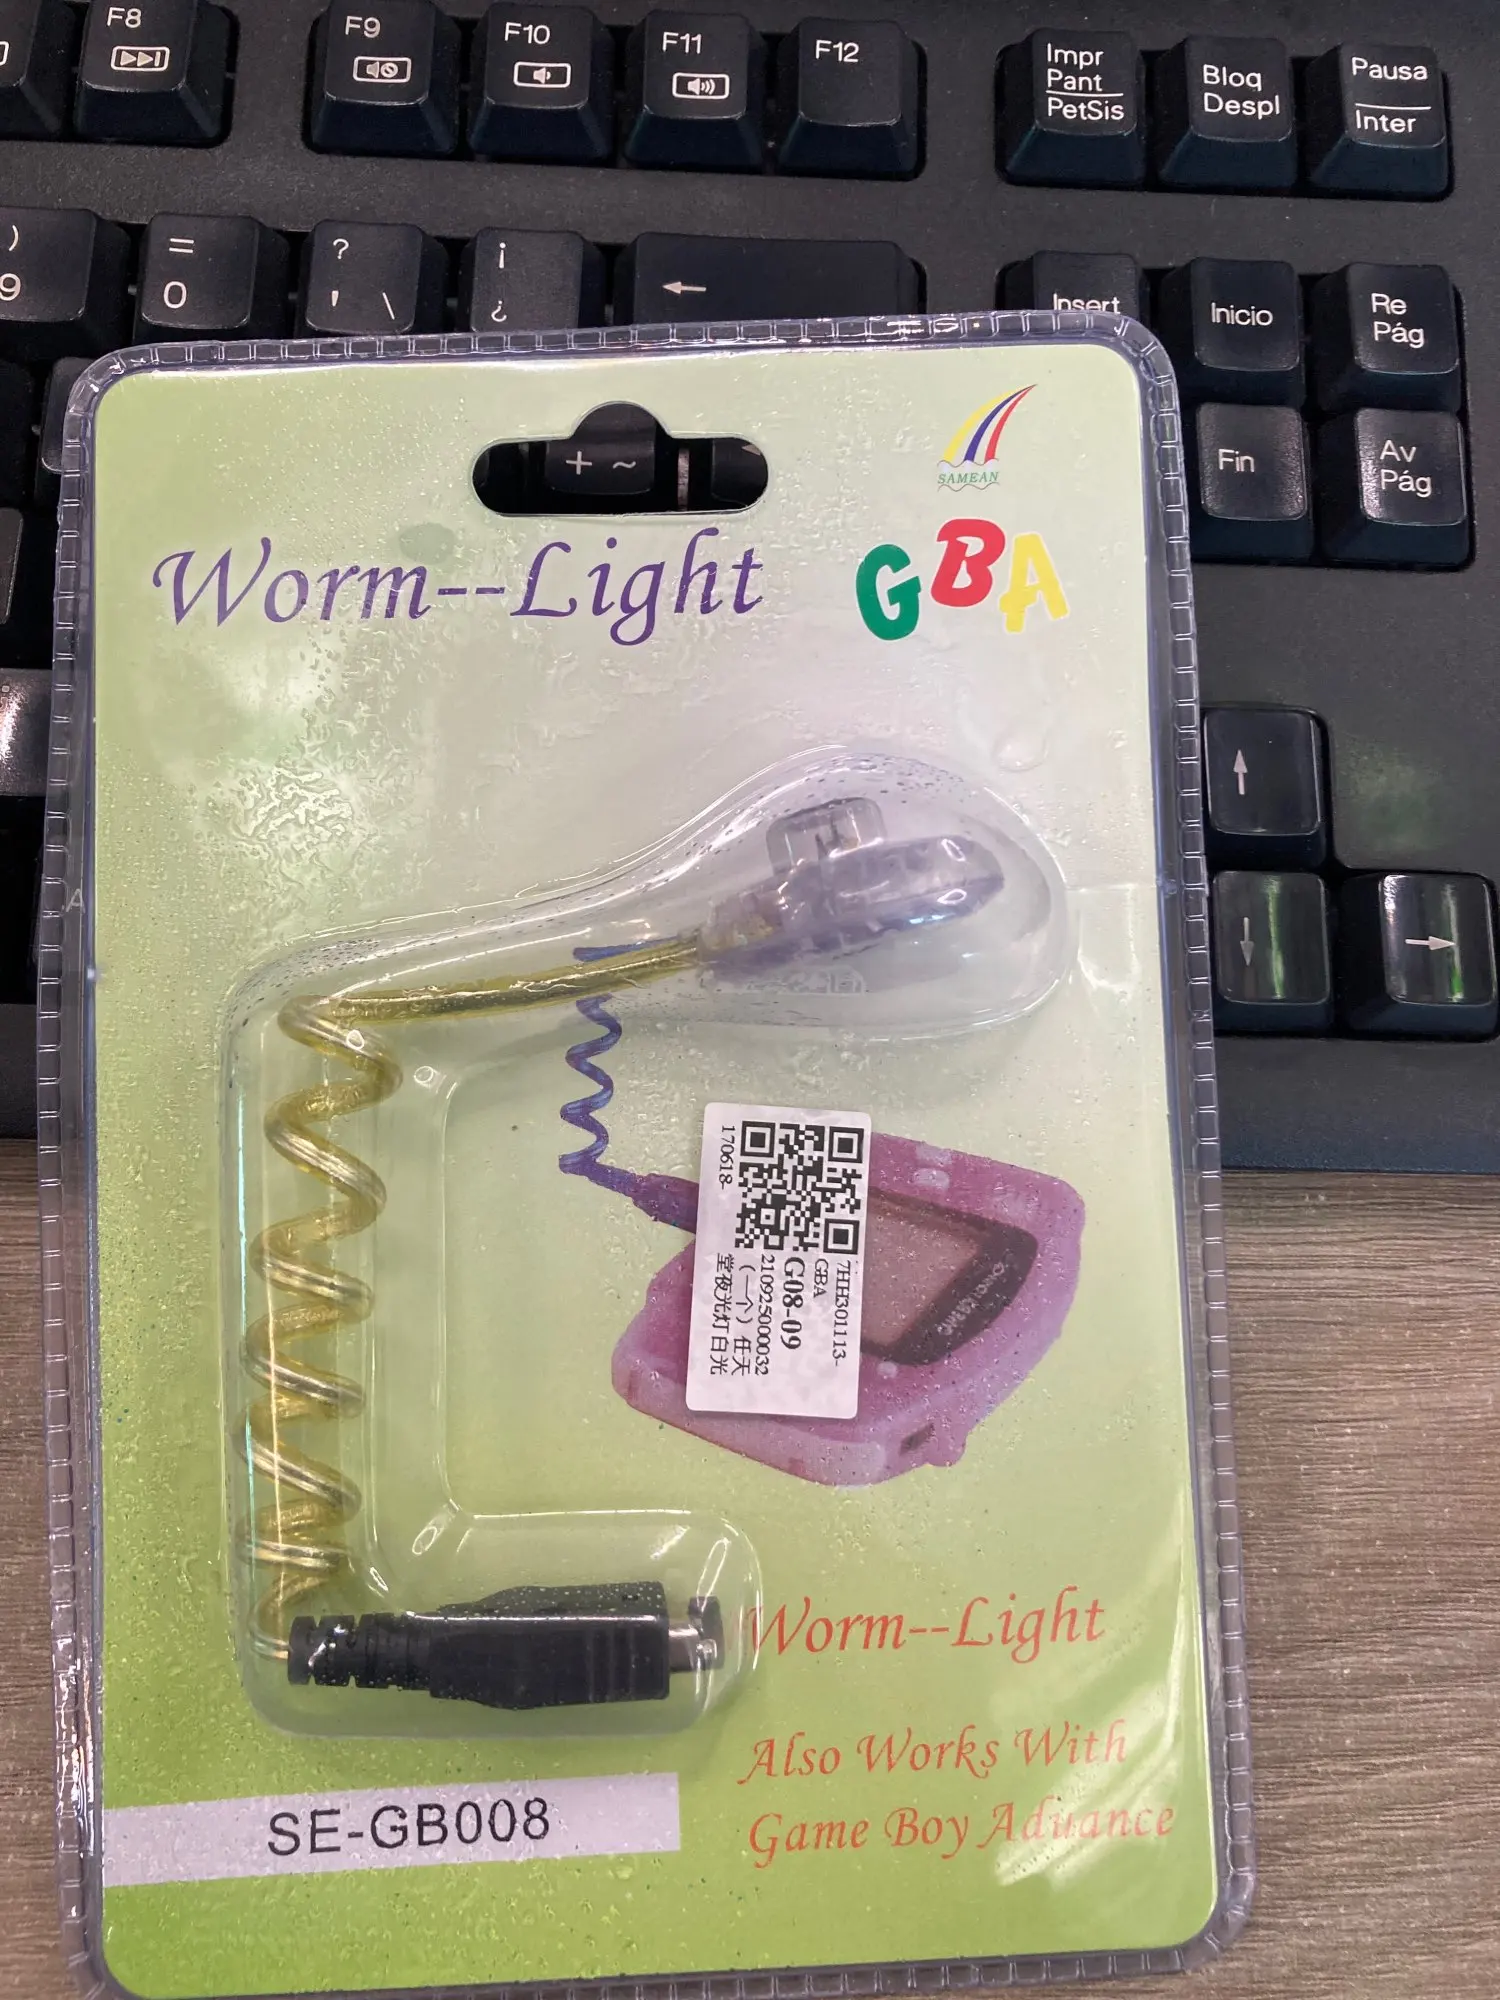 F8
F9
F10
F11
F12
Impr
Pant
PetSis
Bloq
Despl
Pausa
Inter
)
9
=
0
?
' \
¡
¿
←
Insert
Inicio
Re
Pág
+ ~
Fin
Av
Pág
SAMEAN
Worm--Light
GBA
↑
↓
→
7HH301113-
GBA
G08-09
210925000032
(一个)任天
堂夜光灯白光
170618-
Worm--Light
Also Works With
Game Boy Advance
SE-GB008